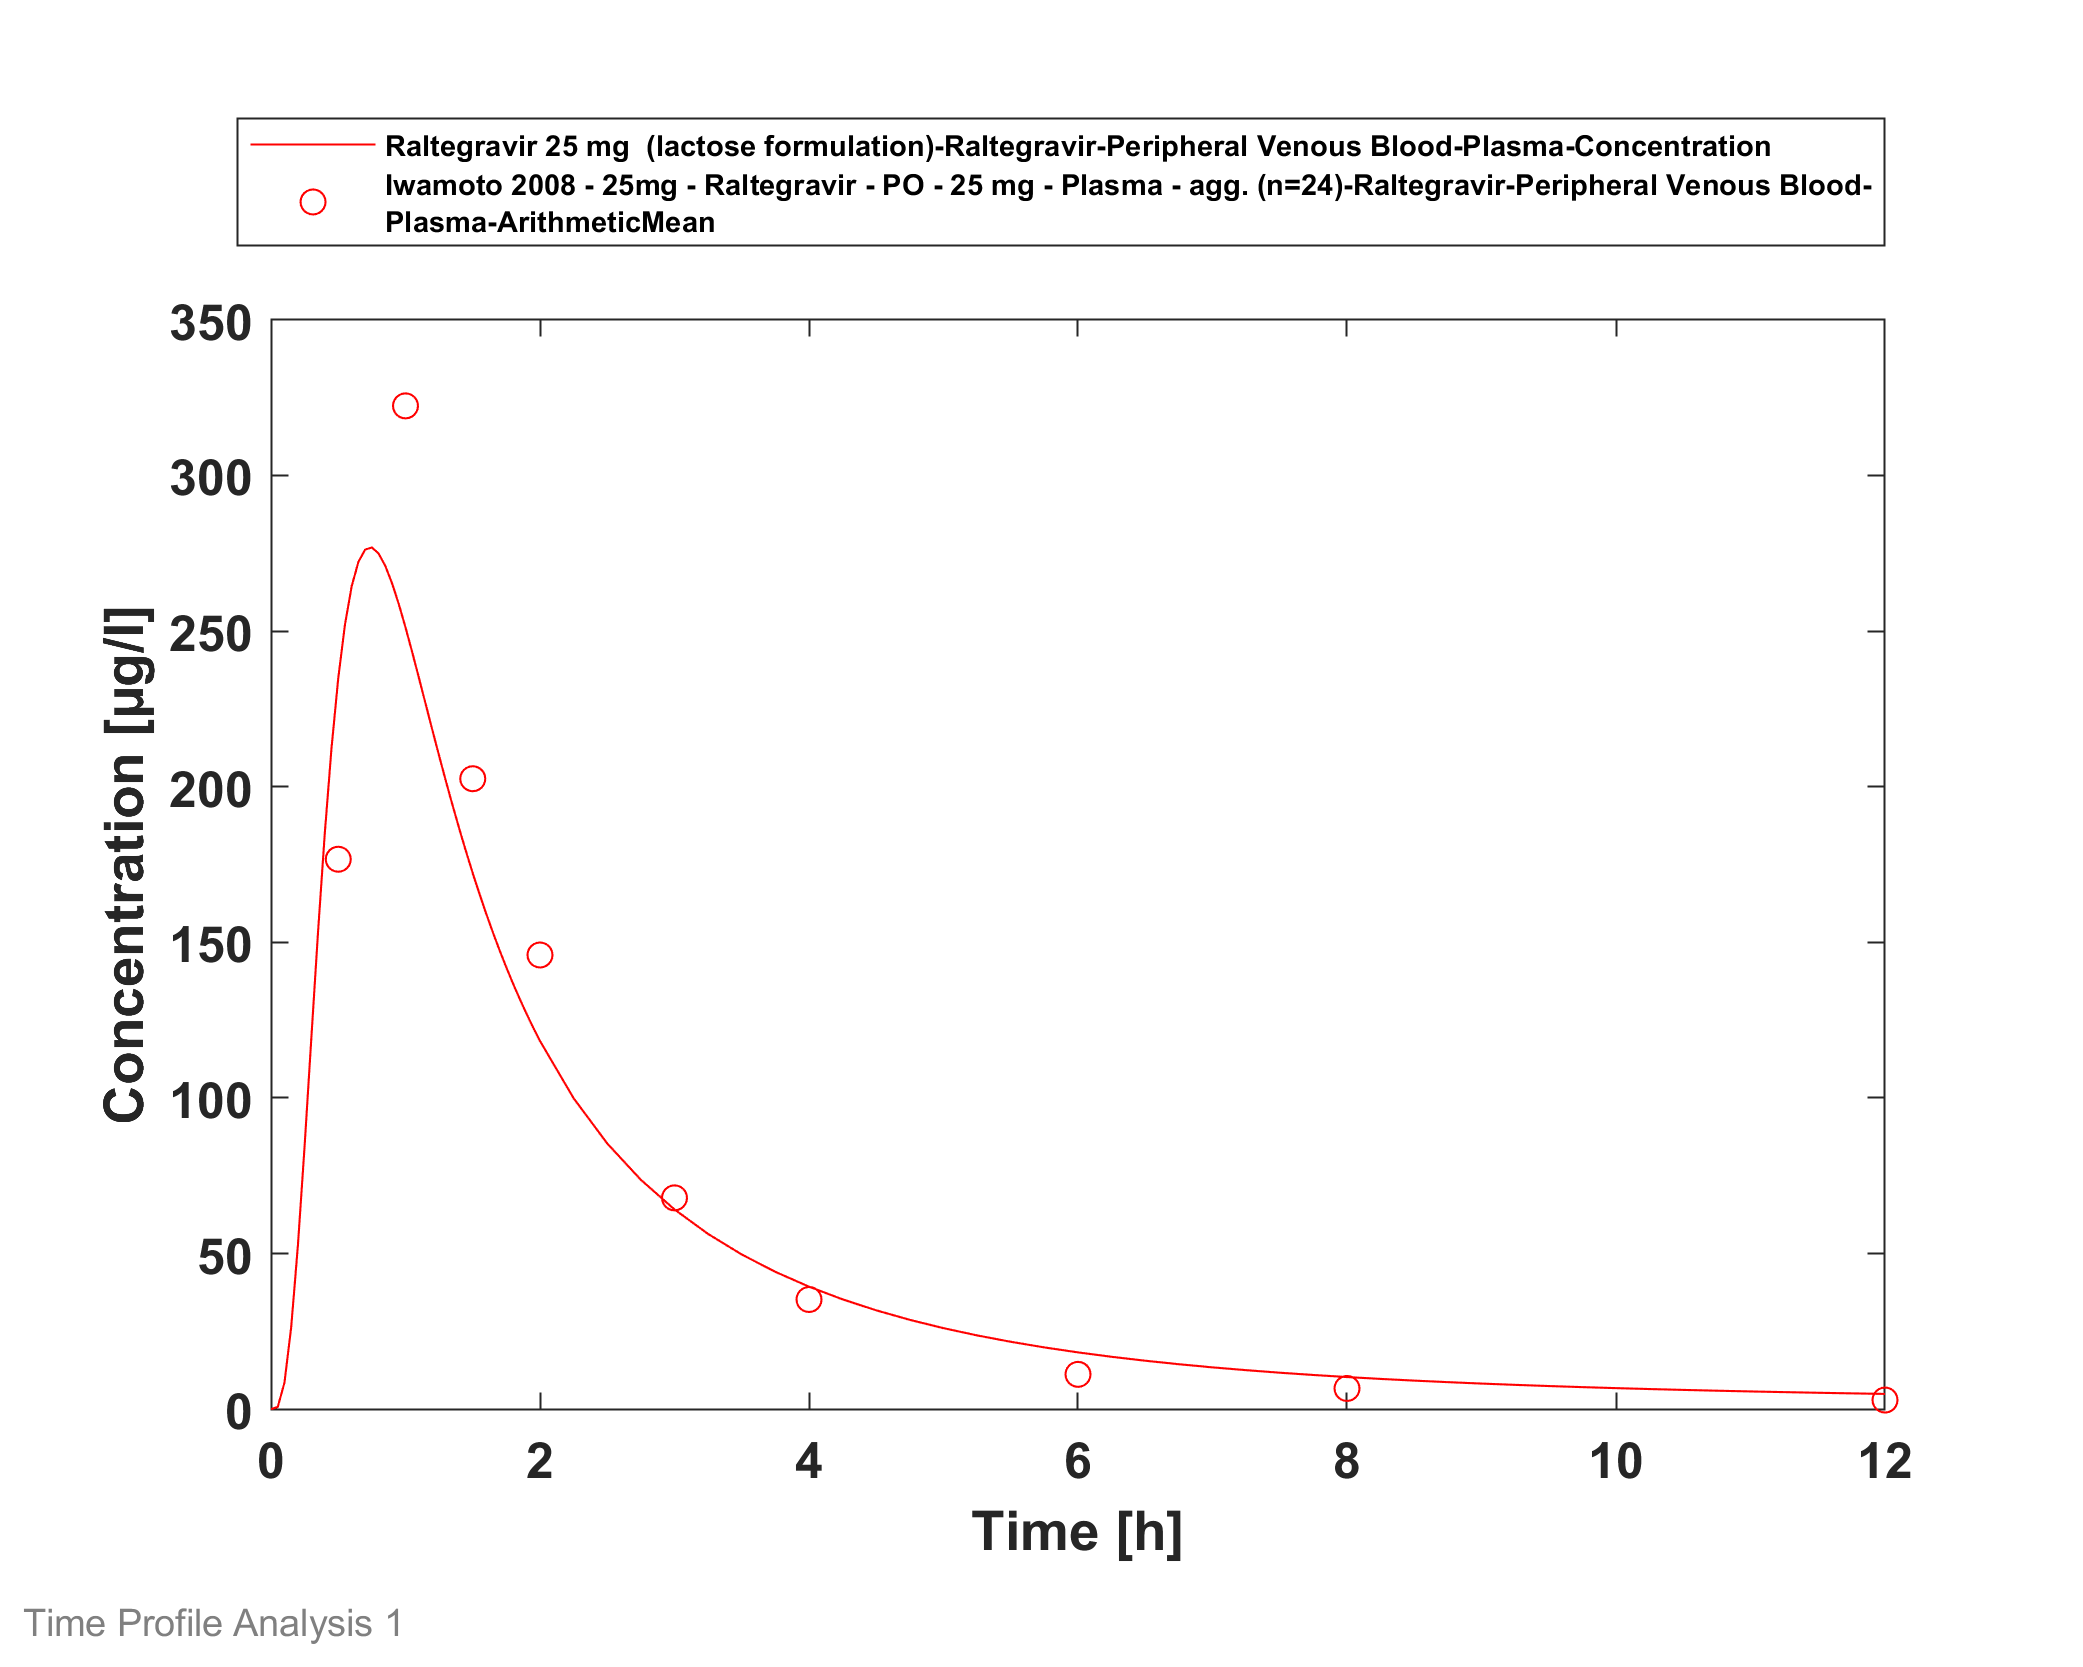 Raltegravir 25 mg  (lactose formulation)-Raltegravir-Peripheral Venous Blood-Plasma-Concentration
Iwamoto 2008 - 25mg - Raltegravir - PO - 25 mg - Plasma - agg. (n=24)-Raltegravir-Peripheral Venous Blood-
Plasma-ArithmeticMean
350
300
250
200
150
100
50
0
Concentration [µg/l]
0 2 4 6 8 10 12
Time [h]
Time Profile Analysis 1